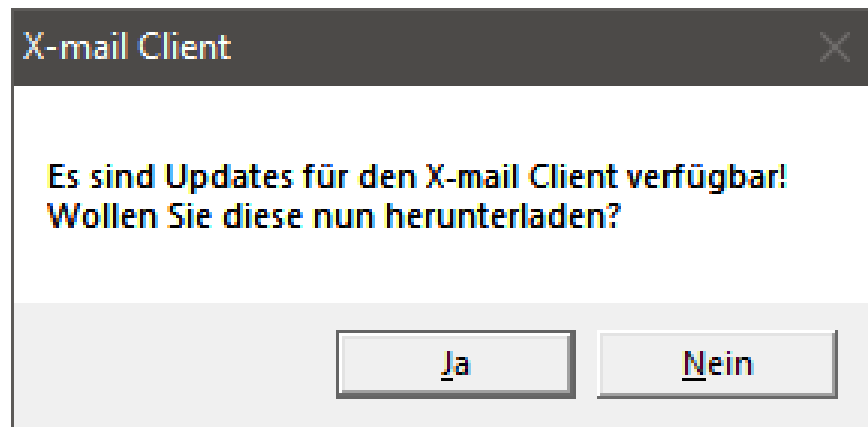 X-mail Client
Es sind Updates für den X-mail Client verfügbar!
Wollen Sie diese nun herunterladen?
Ja
Nein